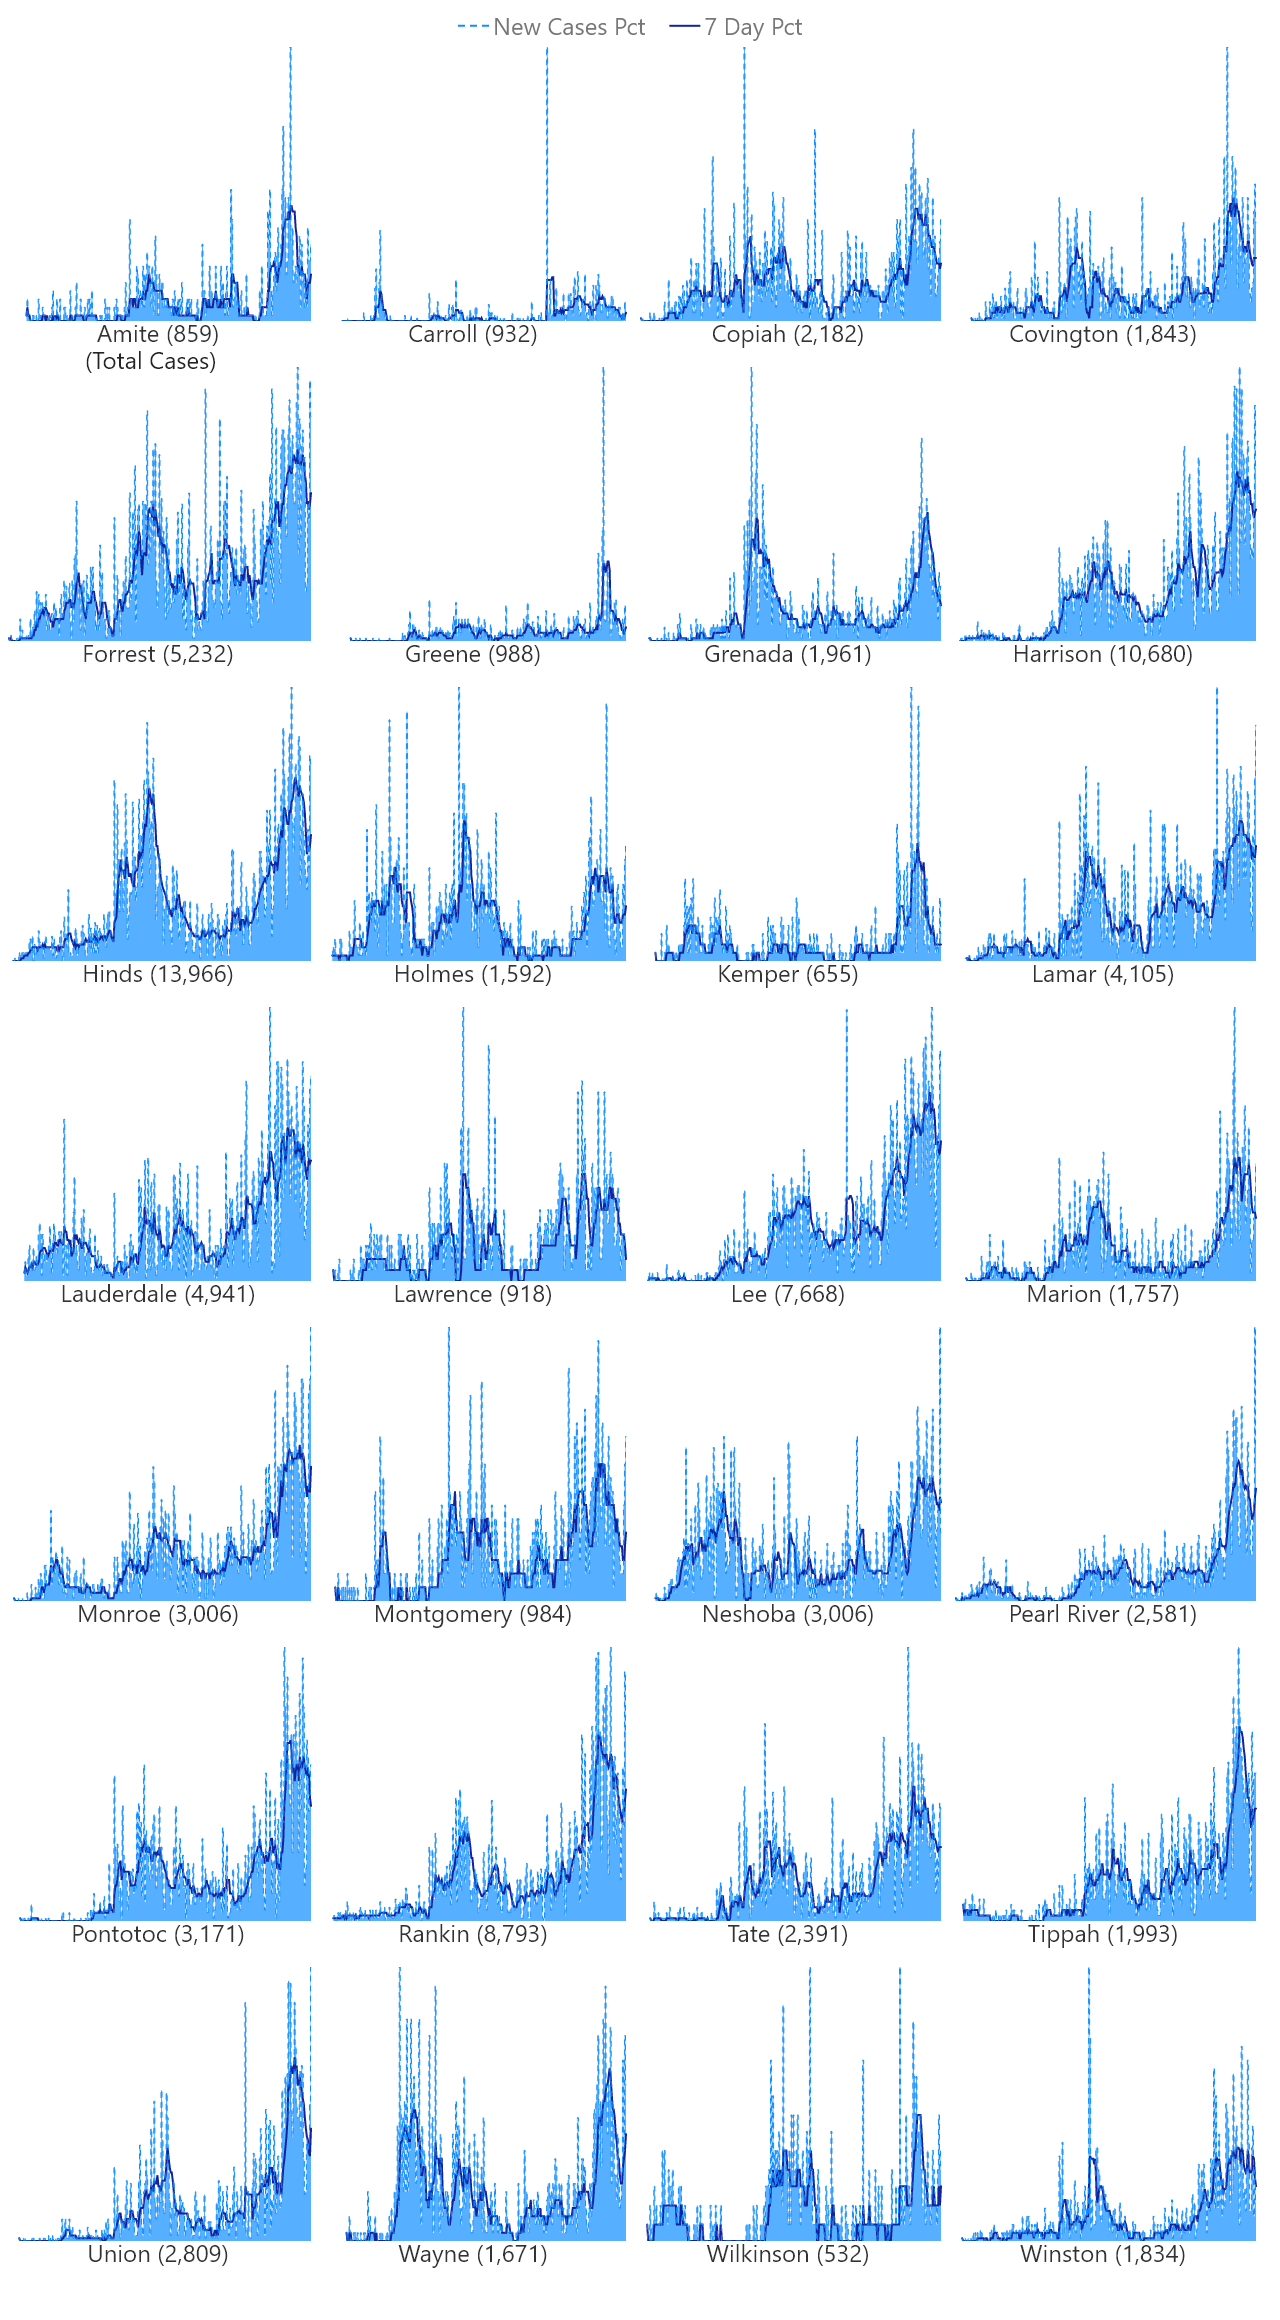 New Cases Pct 7 Day Pct
Amite (859) Carroll (932) Copiah (2,182) Covington (1,843)
(Total Cases)
Forrest (5,232) Greene (988) Grenada (1,961) Harrison (10,680)
Hinds (13,966) Holmes (1,592) Kemper (655) Lamar (4,105)
Lauderdale (4,941) Lawrence (918) Lee (7,668) Marion (1,757)
Monroe (3,006) Montgomery (984) Neshoba (3,006) Pearl River (2,581)
Pontotoc (3,171) Rankin (8,793) Tate (2,391) Tippah (1,993)
Union (2,809) Wayne (1,671) Wilkinson (532) Winston (1,834)